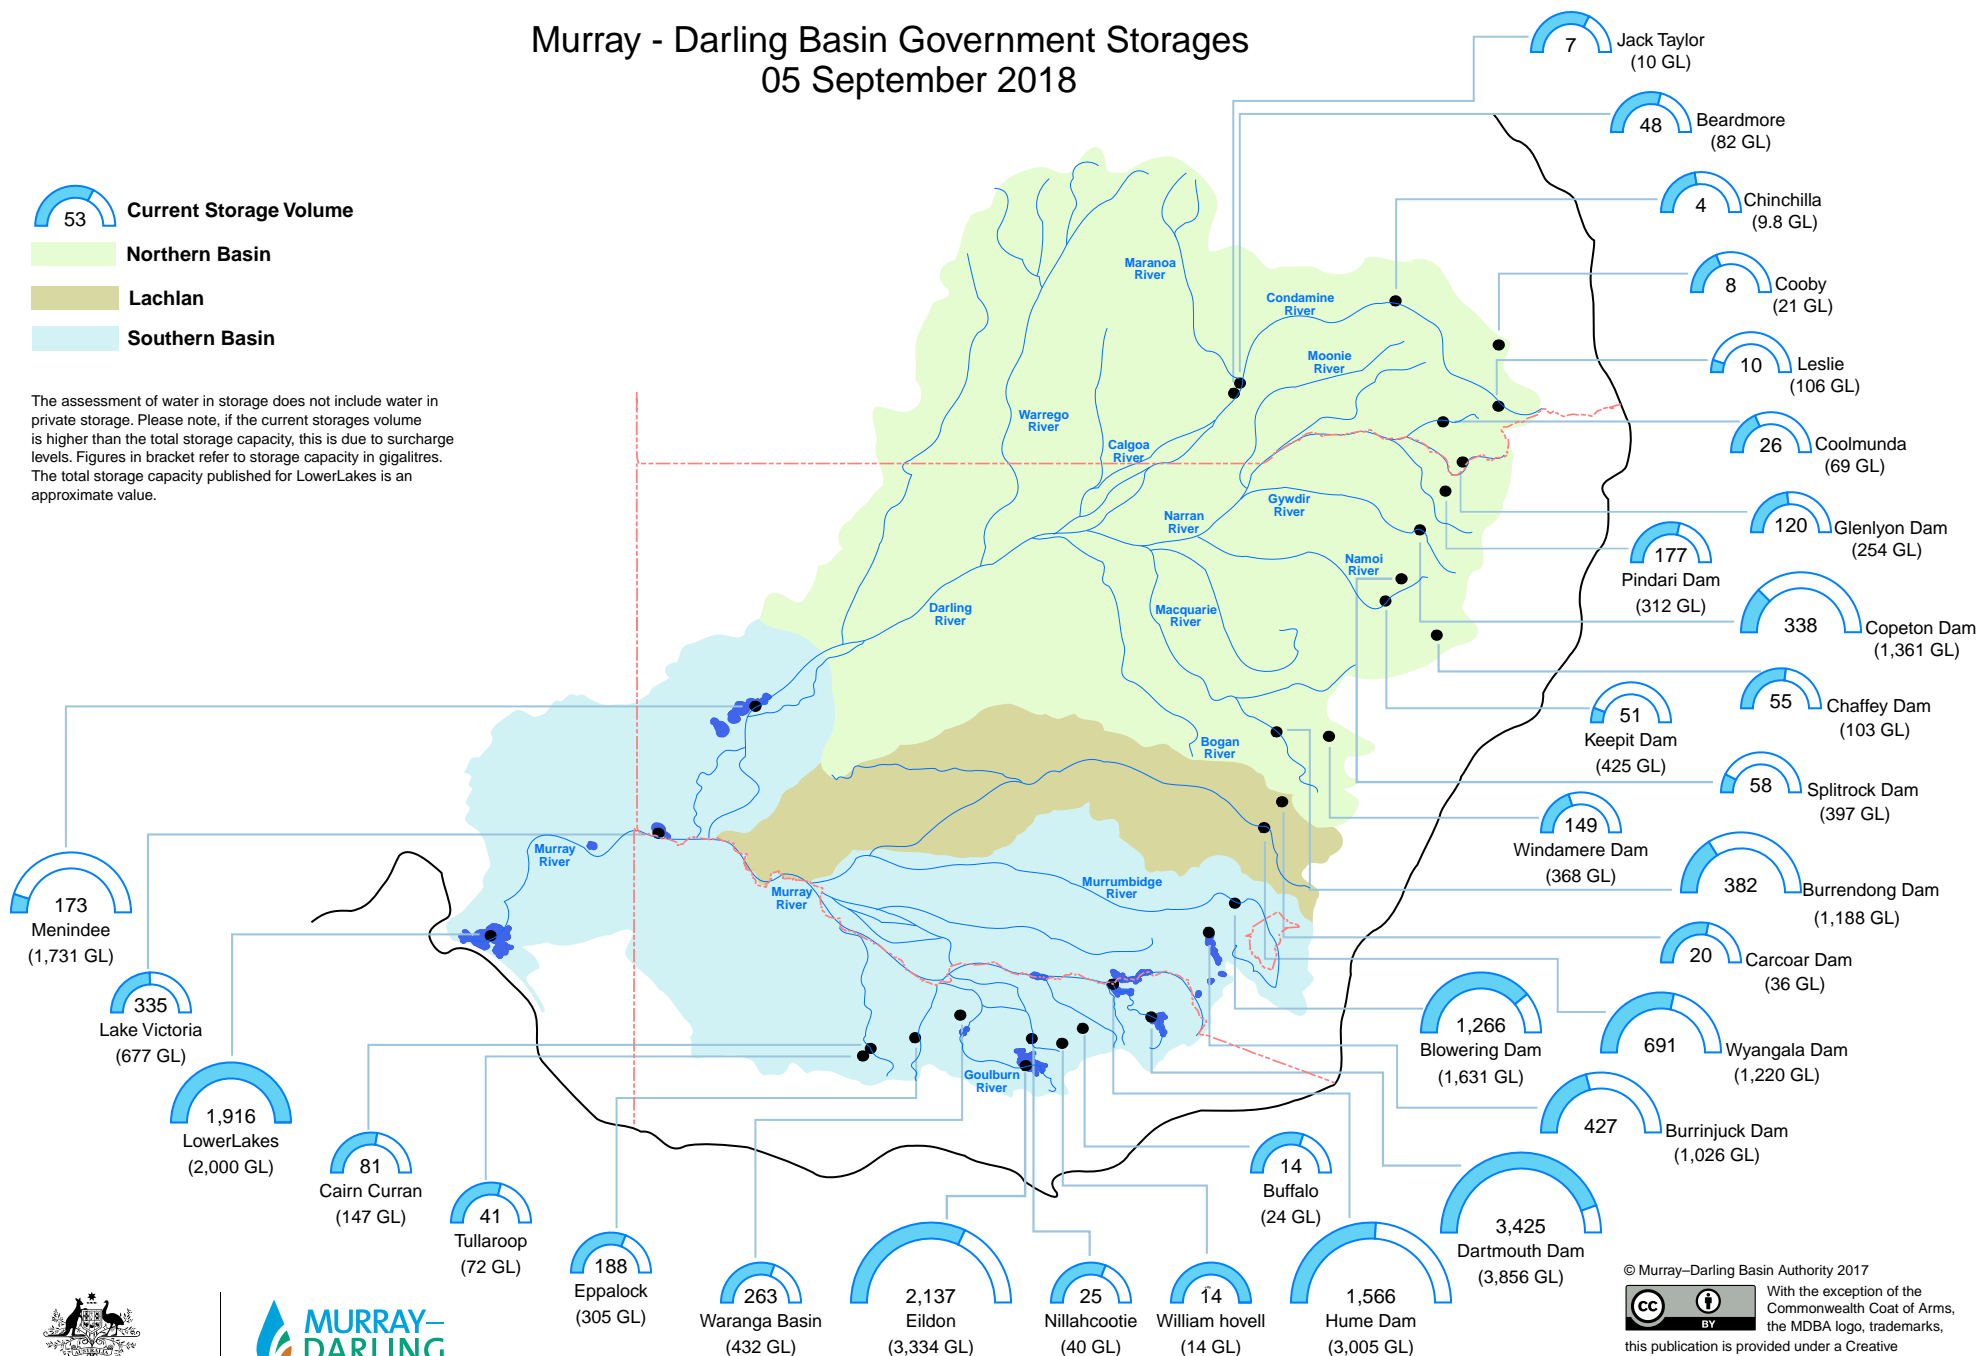 Murray - Darling Basin Government Storages
05 September 2018
53
Current Storage Volume
Northern Basin
Lachlan
Southern Basin
The assessment of water in storage does not include water in
private storage. Please note, if the current storages volume
is higher than the total storage capacity, this is due to surcharge
levels. Figures in bracket refer to storage capacity in gigalitres.
The total storage capacity published for LowerLakes is an
approximate value.
7
Jack Taylor
(10 GL)
48
Beardmore
(82 GL)
4
Chinchilla
(9.8 GL)
8
Cooby
(21 GL)
10
Leslie
(106 GL)
26
Coolmunda
(69 GL)
120
Glenlyon Dam
(254 GL)
177
Pindari Dam
(312 GL)
338
Copeton Dam
(1,361 GL)
55
Chaffey Dam
(103 GL)
51
Keepit Dam
(425 GL)
58
Splitrock Dam
(397 GL)
149
Windamere Dam
(368 GL)
382
Burrendong Dam
(1,188 GL)
20
Carcoar Dam
(36 GL)
1,266
Blowering Dam
(1,631 GL)
691
Wyangala Dam
(1,220 GL)
427
Burrinjuck Dam
(1,026 GL)
3,425
Dartmouth Dam
(3,856 GL)
14
Buffalo
(24 GL)
1,566
Hume Dam
(3,005 GL)
14
William hovell
(14 GL)
25
Nillahcootie
(40 GL)
2,137
Eildon
(3,334 GL)
263
Waranga Basin
(432 GL)
188
Eppalock
(305 GL)
41
Tullaroop
(72 GL)
81
Cairn Curran
(147 GL)
1,916
LowerLakes
(2,000 GL)
335
Lake Victoria
(677 GL)
173
Menindee
(1,731 GL)
Maranoa
River
Condamine
River
Moonie
River
Warrego
River
Calgoa
River
Gywdir
River
Narran
River
Namoi
River
Darling
River
Macquarie
River
Bogan
River
Murray
River
Murray
River
Murrumbidge
River
Goulburn
River
AUSTRALIA
MURRAY–
DARLING
© Murray–Darling Basin Authority 2017
cc
BY
With the exception of the
Commonwealth Coat of Arms,
the MDBA logo, trademarks,
this publication is provided under a Creative